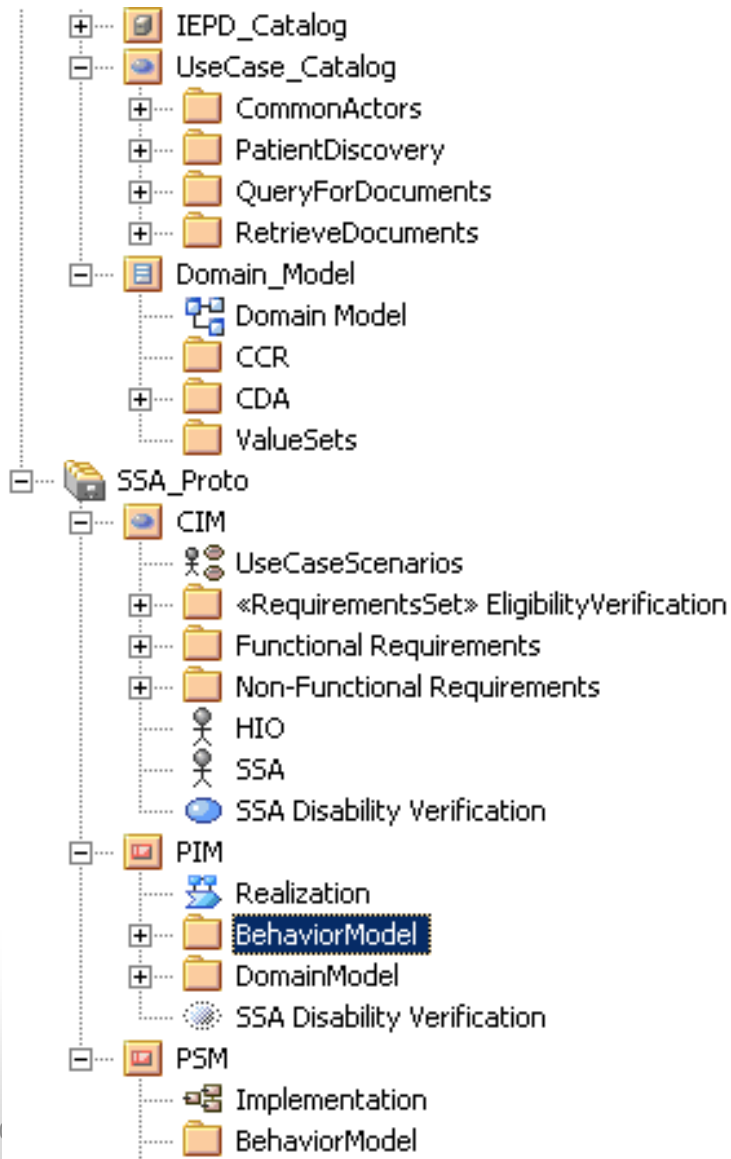 IEPD_Catalog
UseCase_Catalog
CommonActors
PatientDiscovery
QueryForDocuments
RetrieveDocuments
Domain_Model
Domain Model
CCR
CDA
ValueSets
SSA_Proto
CIM
UseCaseScenarios
«RequirementsSet» EligibilityVerification
Functional Requirements
Non-Functional Requirements
HIO
SSA
SSA Disability Verification
PIM
Realization
BehaviorModel
DomainModel
SSA Disability Verification
PSM
Implementation
BehaviorModel